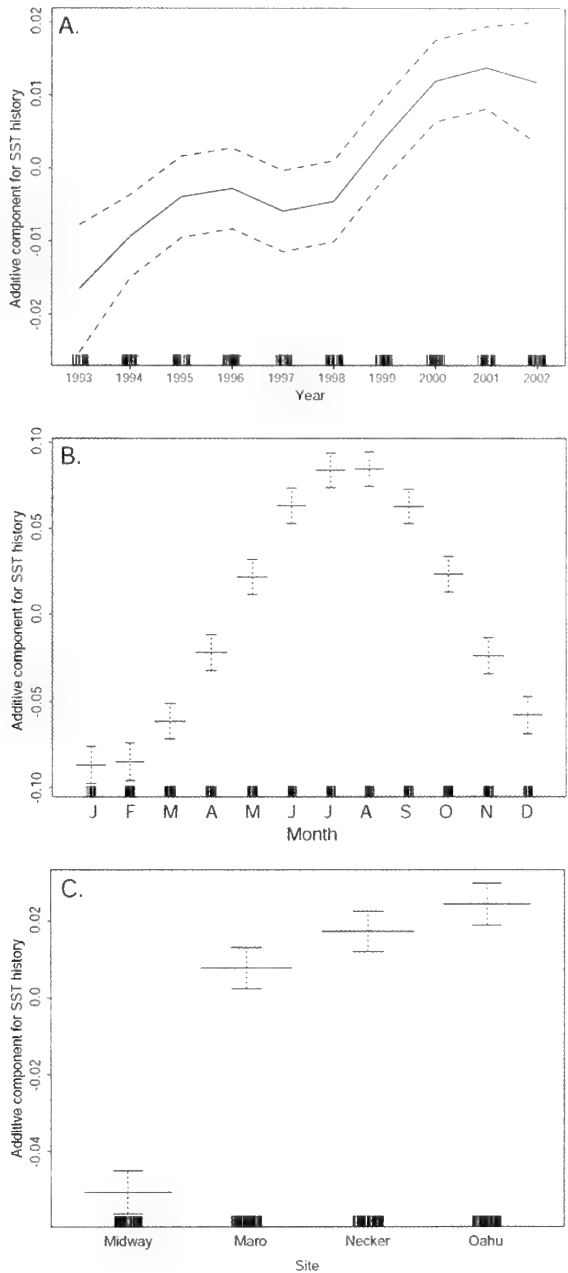 A.
Additive component for SST history
0.02
0.01
0.0
-0.01
-0.02
1993 1994 1995 1996 1997 1998 1999 2000 2001 2002
Year
B.
Additive component for SST history
0.10
0.05
0.0
-0.05
-0.10
J F M A M J J A S O N D
Month
C.
Additive component for SST history
0.02
0.0
-0.02
-0.04
Midway Maro Necker Oahu
Site